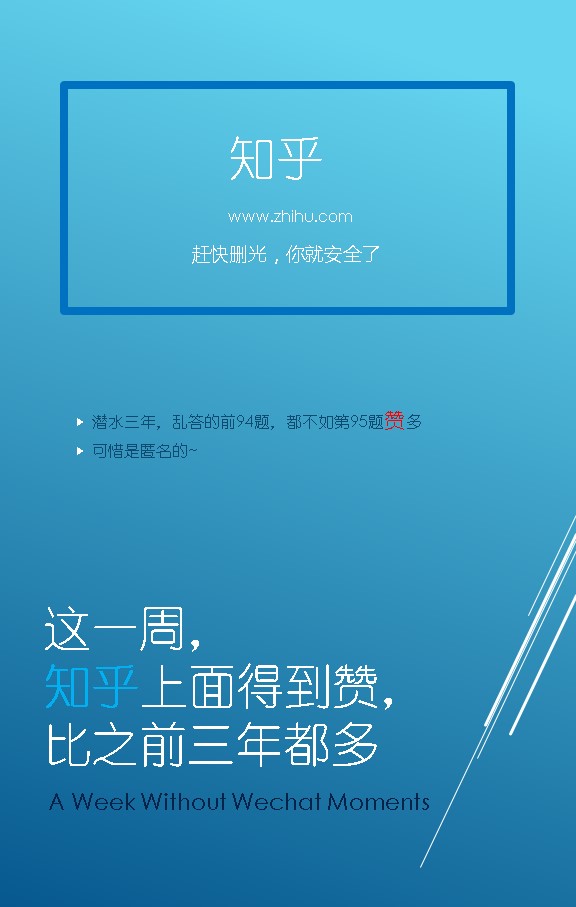 知乎
www.zhihu.com
赶快删光，你就安全了
潜水三年，乱答的前94题，都不如第95题赞多
可惜是匿名的~
这一周，
知乎上面得到赞，
比之前三年都多
A Week Without Wechat Moments